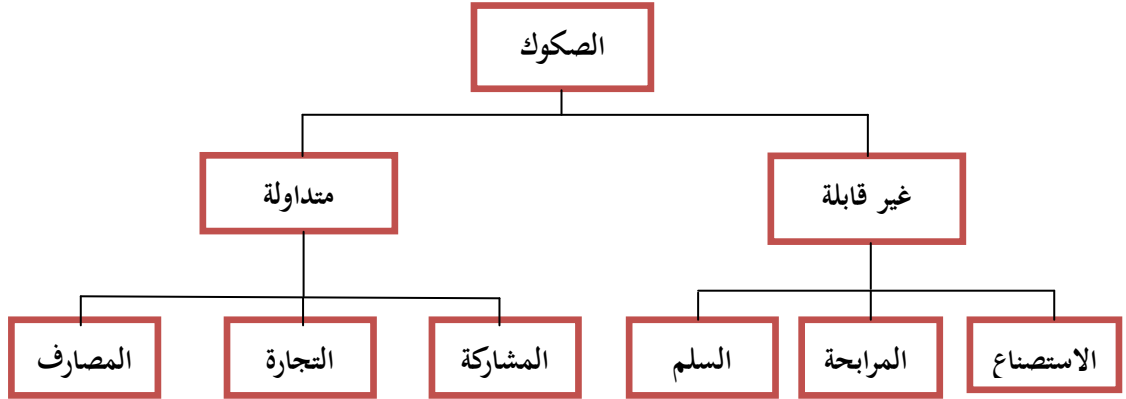 الصكوك
غير قابلة
متداولة
الاستصناع
المرابحة
السلم
المشاركة
التجارة
المصارف